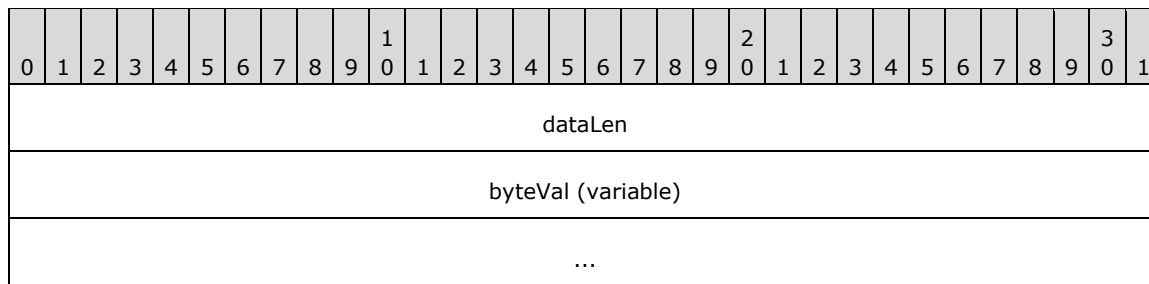 1 2 3
0 1 2 3 4 5 6 7 8 9 0 1 2 3 4 5 6 7 8 9 0 1 2 3 4 5 6 7 8 9 0 1
dataLen
byteVal (variable)
...